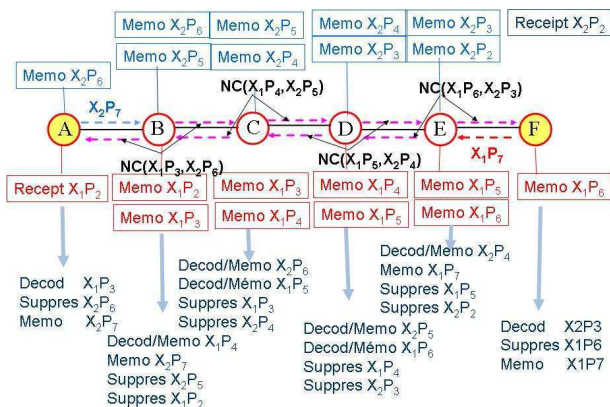 Memo X₂P₆ Memo X₂P₅ Memo X₂P₄ Memo X₂P₃ Receipt X₂P₂
Memo X₂P₅ Memo X₂P₄ Memo X₂P₃ Memo X₂P₂
Memo X₂P₆
NC(X₁P₄,X₂P₅) NC(X₁P₆,X₂P₃)
X₂P₇
A B C D E F
NC(X₁P₃,X₂P₆) NC(X₁P₅,X₂P₄) X₁P₇
Recept X₁P₂ Memo X₁P₂ Memo X₁P₃ Memo X₁P₄ Memo X₁P₅ Memo X₁P₆
Memo X₁P₃ Memo X₁P₄ Memo X₁P₅ Memo X₁P₆
Decod X₁P₃
Suppres X₂P₆
Memo X₂P₇
Decod/Memo X₁P₄
Memo X₂P₇
Suppres X₂P₅
Suppres X₁P₂
Decod/Memo X₂P₆
Decod/Mémo X₁P₅
Suppres X₁P₃
Suppres X₂P₄
Decod/Memo X₂P₅
Decod/Mémo X₁P₆
Suppres X₁P₄
Suppres X₂P₃
Decod/Memo X₂P₄
Memo X₁P₇
Suppres X₁P₅
Suppres X₂P₂
Decod X2P3
Suppres X1P6
Memo X1P7